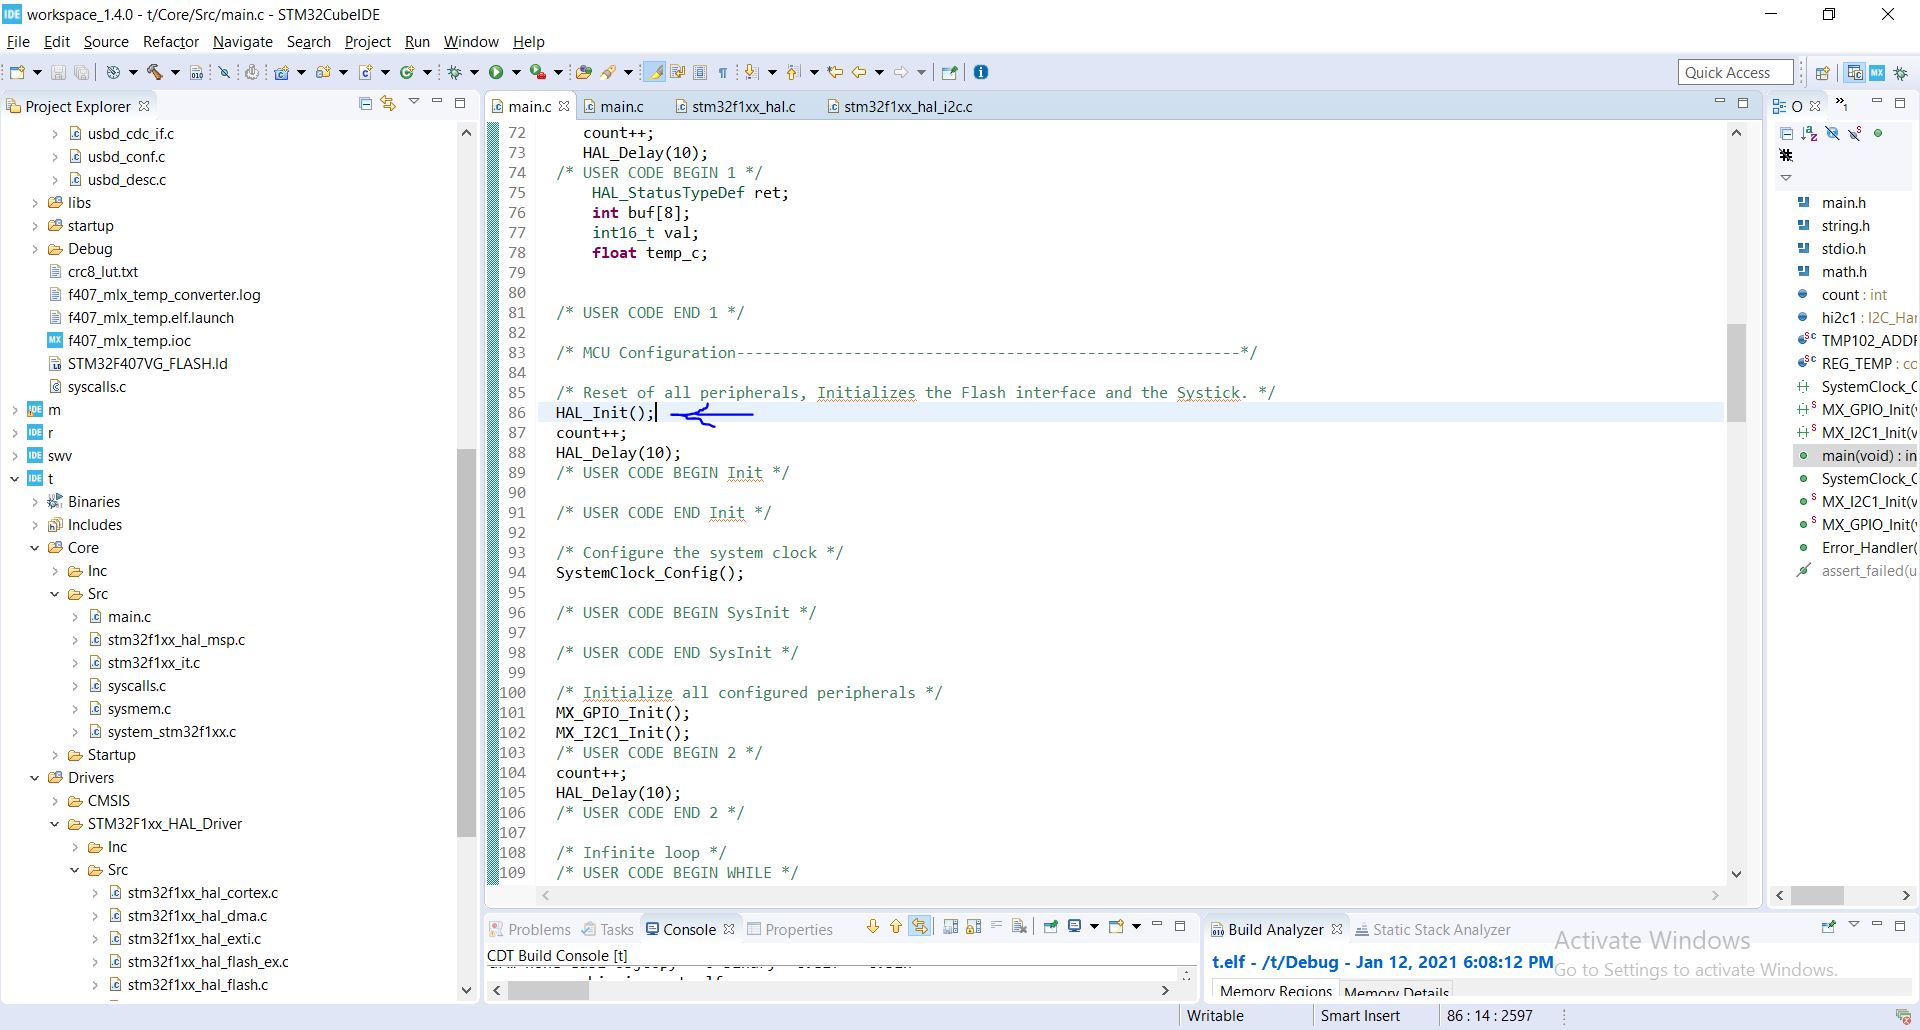 IDE workspace_1.4.0 - t/Core/Src/main.c - STM32CubeIDE
File Edit Source Refactor Navigate Search Project Run Window Help
Quick Access
Project Explorer
usbd_cdc_if.c
usbd_conf.c
usbd_desc.c
libs
startup
Debug
crc8_lut.txt
f407_mlx_temp_converter.log
f407_mlx_temp.elf.launch
MX f407_mlx_temp.ioc
STM32F407VG_FLASH.ld
syscalls.c
IDE m
IDE r
IDE swv
IDE t
Binaries
Includes
Core
Inc
Src
main.c
stm32f1xx_hal_msp.c
stm32f1xx_it.c
syscalls.c
sysmem.c
system_stm32f1xx.c
Startup
Drivers
CMSIS
STM32F1xx_HAL_Driver
Inc
Src
stm32f1xx_hal_cortex.c
stm32f1xx_hal_dma.c
stm32f1xx_hal_exti.c
stm32f1xx_hal_flash_ex.c
stm32f1xx_hal_flash.c
main.c main.c stm32f1xx_hal.c stm32f1xx_hal_i2c.c
72 count++;
73 HAL_Delay(10);
74 /* USER CODE BEGIN 1 */
75 HAL_StatusTypeDef ret;
76 int buf[8];
77 int16_t val;
78 float temp_c;
79
80
81 /* USER CODE END 1 */
82
83 /* MCU Configuration--------------------------------------------------------*/
84
85 /* Reset of all peripherals, Initializes the Flash interface and the Systick. */
86 HAL_Init();
87 count++;
88 HAL_Delay(10);
89 /* USER CODE BEGIN Init */
90
91 /* USER CODE END Init */
92
93 /* Configure the system clock */
94 SystemClock_Config();
95
96 /* USER CODE BEGIN SysInit */
97
98 /* USER CODE END SysInit */
99
100 /* Initialize all configured peripherals */
101 MX_GPIO_Init();
102 MX_I2C1_Init();
103 /* USER CODE BEGIN 2 */
104 count++;
105 HAL_Delay(10);
106 /* USER CODE END 2 */
107
108 /* Infinite loop */
109 /* USER CODE BEGIN WHILE */
O
main.h
string.h
stdio.h
math.h
count : int
hi2c1 : I2C_Har
TMP102_ADDR
REG_TEMP : co
SystemClock_C
MX_GPIO_Init(
MX_I2C1_Init(v
main(void) : in
SystemClock_C
MX_I2C1_Init(v
MX_GPIO_Init(
Error_Handler(
assert_failed(u
Problems Tasks Console Properties
CDT Build Console [t]
Build Analyzer Static Stack Analyzer
t.elf - /t/Debug - Jan 12, 2021 6:08:12 PM
Memory Regions Memory Details
Activate Windows
Go to Settings to activate Windows.
Writable Smart Insert 86 : 14 : 2597